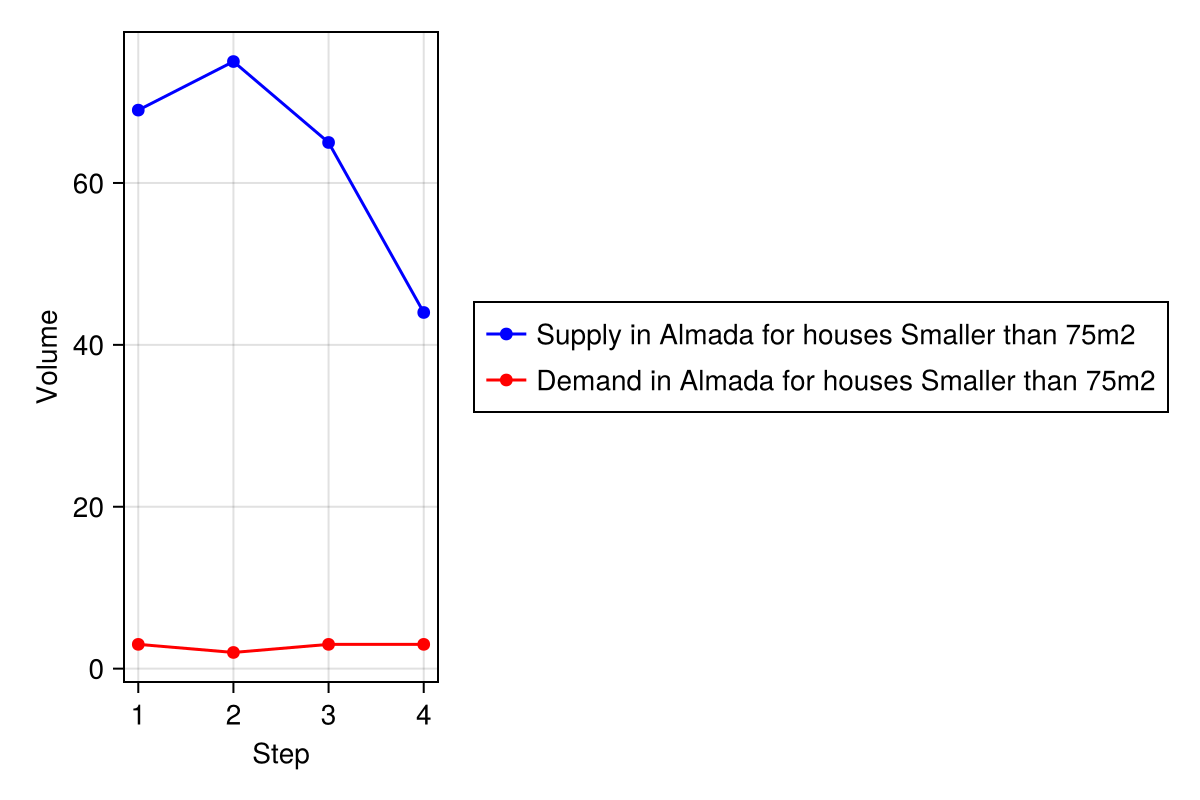 60
40
20
0
Volume
1 2 3 4
Step
Supply in Almada for houses Smaller than 75m2
Demand in Almada for houses Smaller than 75m2